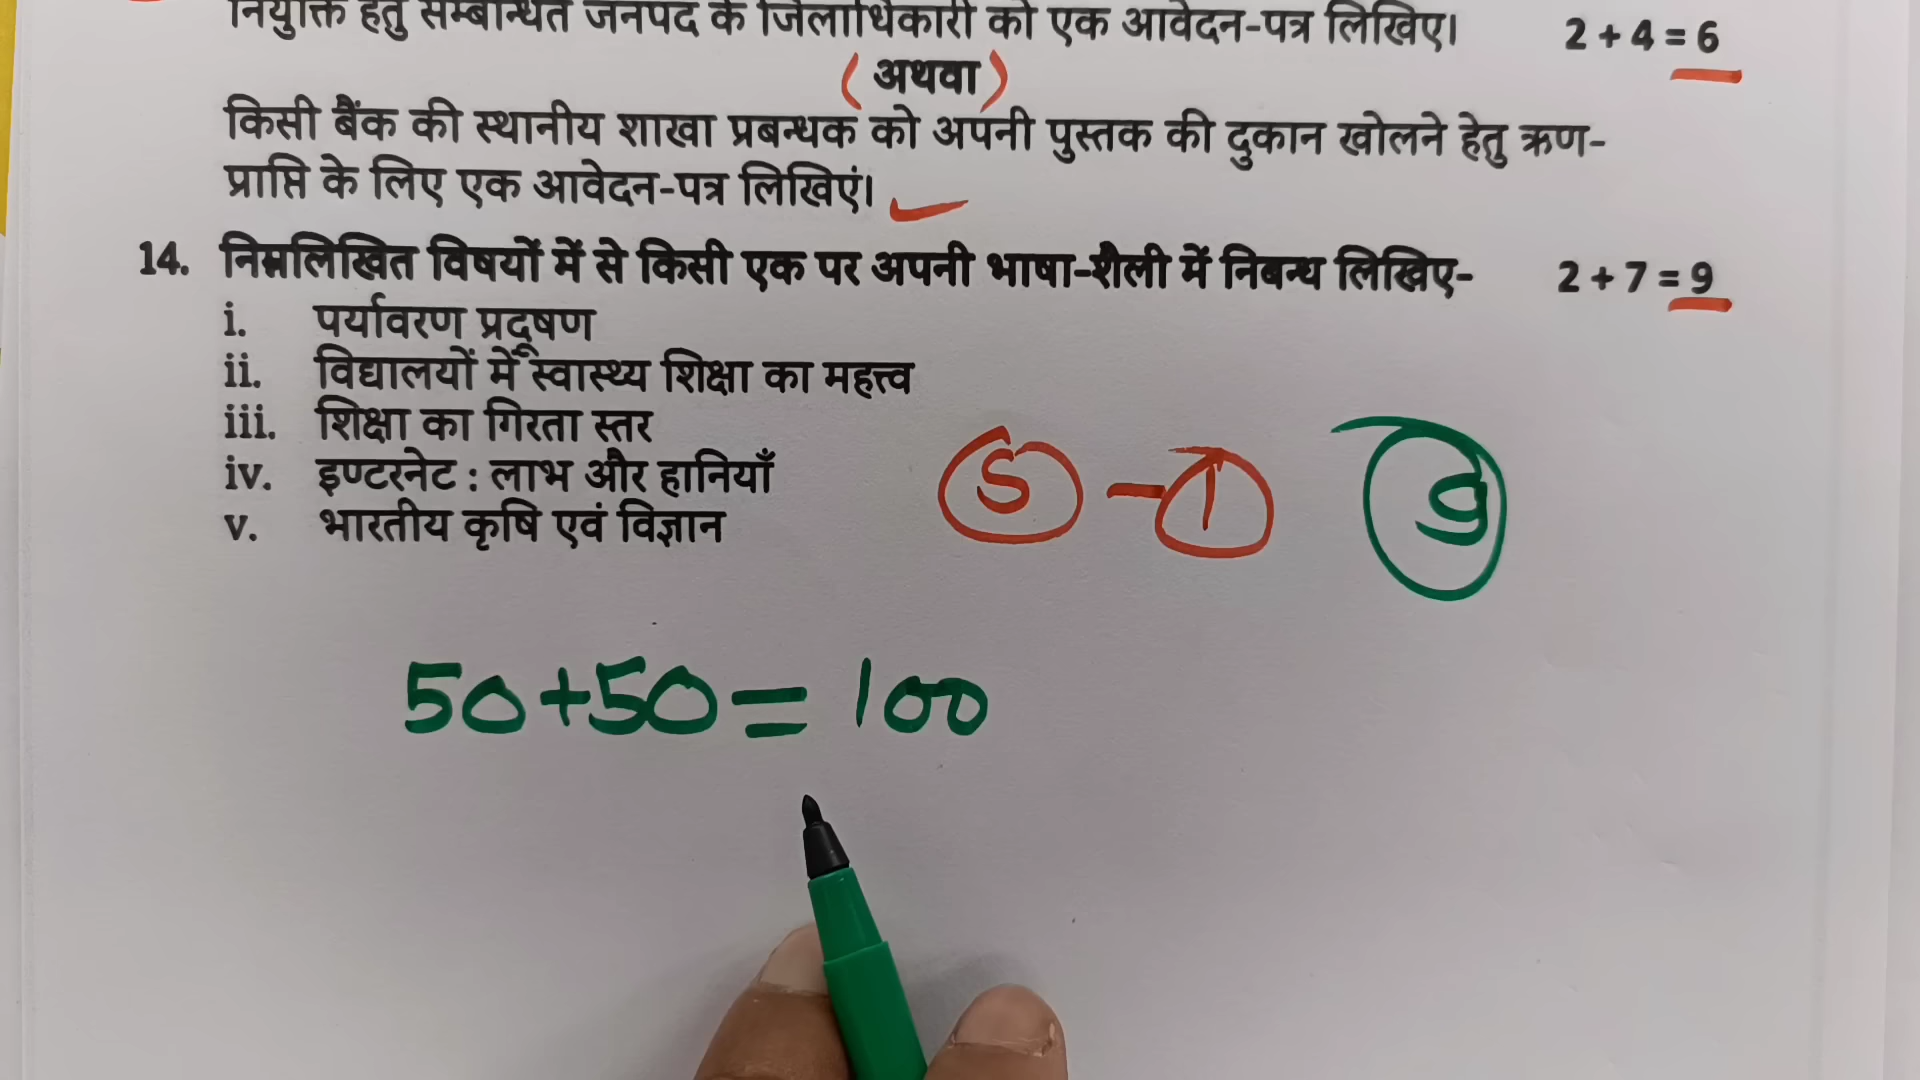 नियुक्ति हेतु सम्बन्धित जनपद के जिलाधिकारी को एक आवेदन-पत्र लिखिए। 2 + 4 = 6
(अथवा)
किसी बैंक की स्थानीय शाखा प्रबन्धक को अपनी पुस्तक की दुकान खोलने हेतु ऋण-
प्राप्ति के लिए एक आवेदन-पत्र लिखिएं।
14. निम्नलिखित विषयों में से किसी एक पर अपनी भाषा-शैली में निबन्ध लिखिए- 2 + 7 = 9
i. पर्यावरण प्रदूषण
ii. विद्यालयों में स्वास्थ्य शिक्षा का महत्त्व
iii. शिक्षा का गिरता स्तर
iv. इण्टरनेट : लाभ और हानियाँ
v. भारतीय कृषि एवं विज्ञान
5 - 1 9
50+50= 100